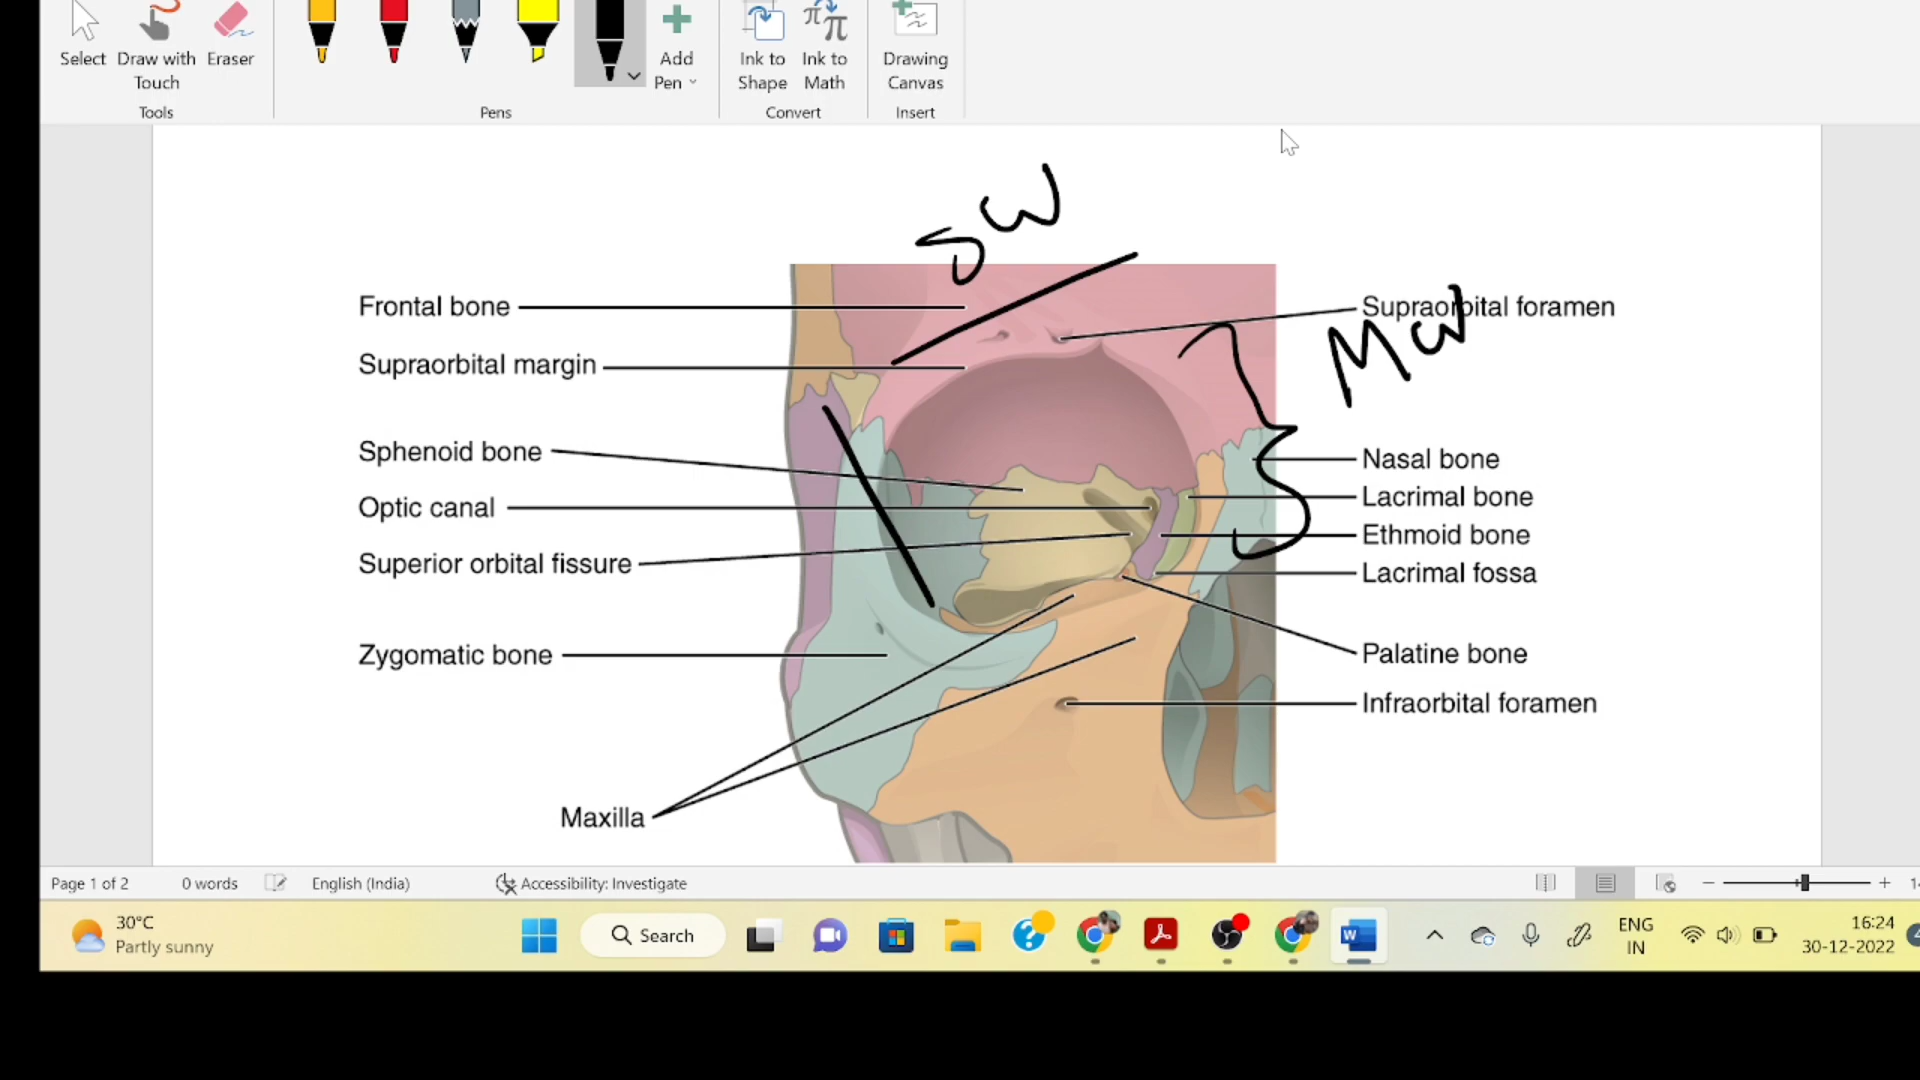 Select
Draw with
Touch
Eraser
Add
Pen
Ink to
Shape
Ink to
Math
Drawing
Canvas
Tools
Pens
Convert
Insert
SW
Frontal bone
Supraorbital foramen
MW
Supraorbital margin
Sphenoid bone
Nasal bone
Optic canal
Lacrimal bone
Superior orbital fissure
Ethmoid bone
Lacrimal fossa
Zygomatic bone
Palatine bone
Infraorbital foramen
Maxilla
Page 1 of 2
0 words
English (India)
Accessibility: Investigate
30°C
Partly sunny
Search
ENG
IN
16:24
30-12-2022